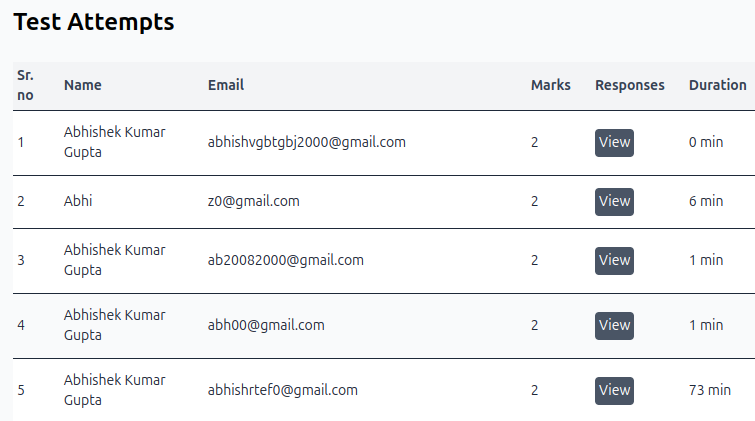 Test Attempts
Sr. no Name Email Marks Responses Duration
1 Abhishek Kumar Gupta abhishvgbtgbj2000@gmail.com 2 View 0 min
2 Abhi z0@gmail.com 2 View 6 min
3 Abhishek Kumar Gupta ab20082000@gmail.com 2 View 1 min
4 Abhishek Kumar Gupta abh00@gmail.com 2 View 1 min
5 Abhishek Kumar Gupta abhishrtef0@gmail.com 2 View 73 min